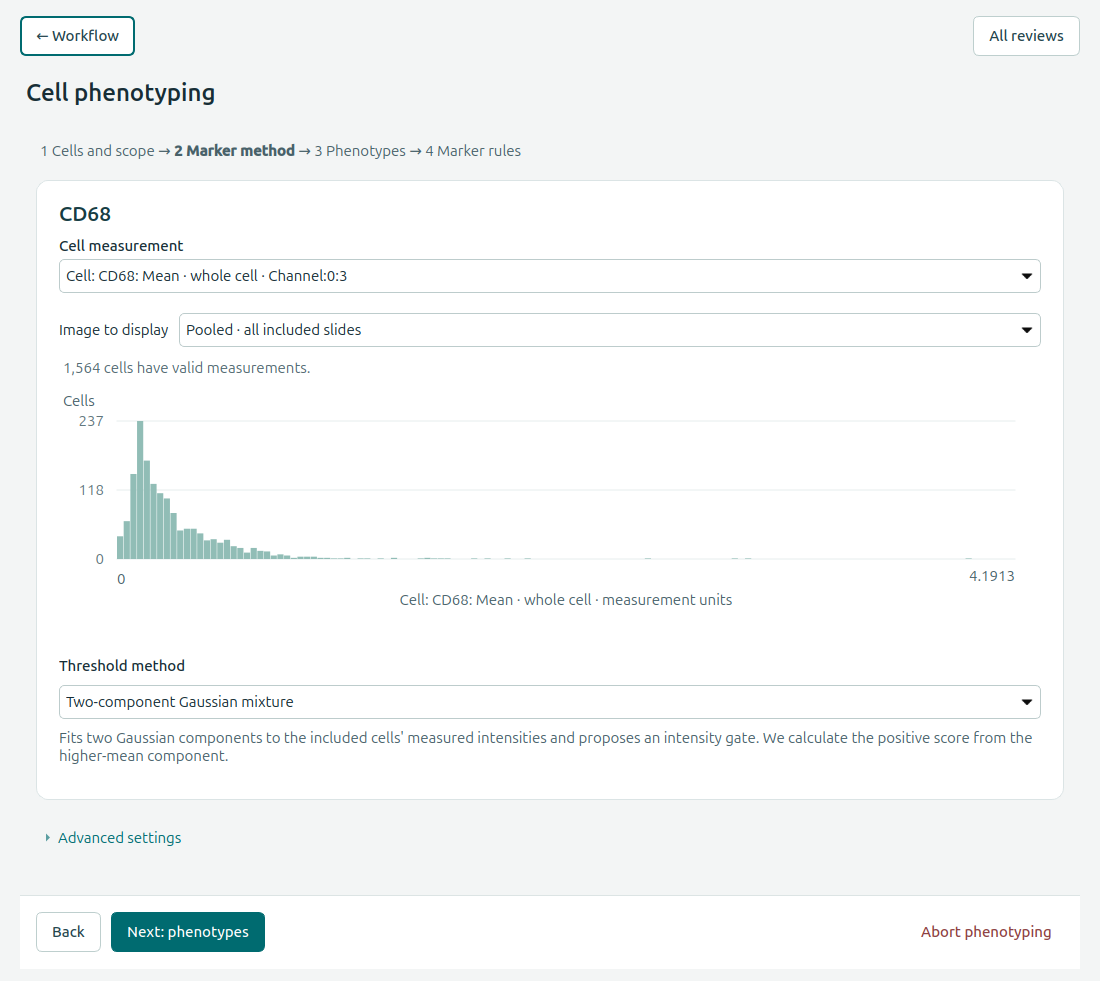 ← Workflow
All reviews
Cell phenotyping
1 Cells and scope → 2 Marker method → 3 Phenotypes → 4 Marker rules
CD68
Cell measurement
Cell: CD68: Mean · whole cell · Channel:0:3
Image to display
Pooled · all included slides
1,564 cells have valid measurements.
Cells
237
118
0
0
4.1913
Cell: CD68: Mean · whole cell · measurement units
Threshold method
Two-component Gaussian mixture
Fits two Gaussian components to the included cells' measured intensities and proposes an intensity gate. We calculate the positive score from the
higher-mean component.
Advanced settings
Back
Next: phenotypes
Abort phenotyping